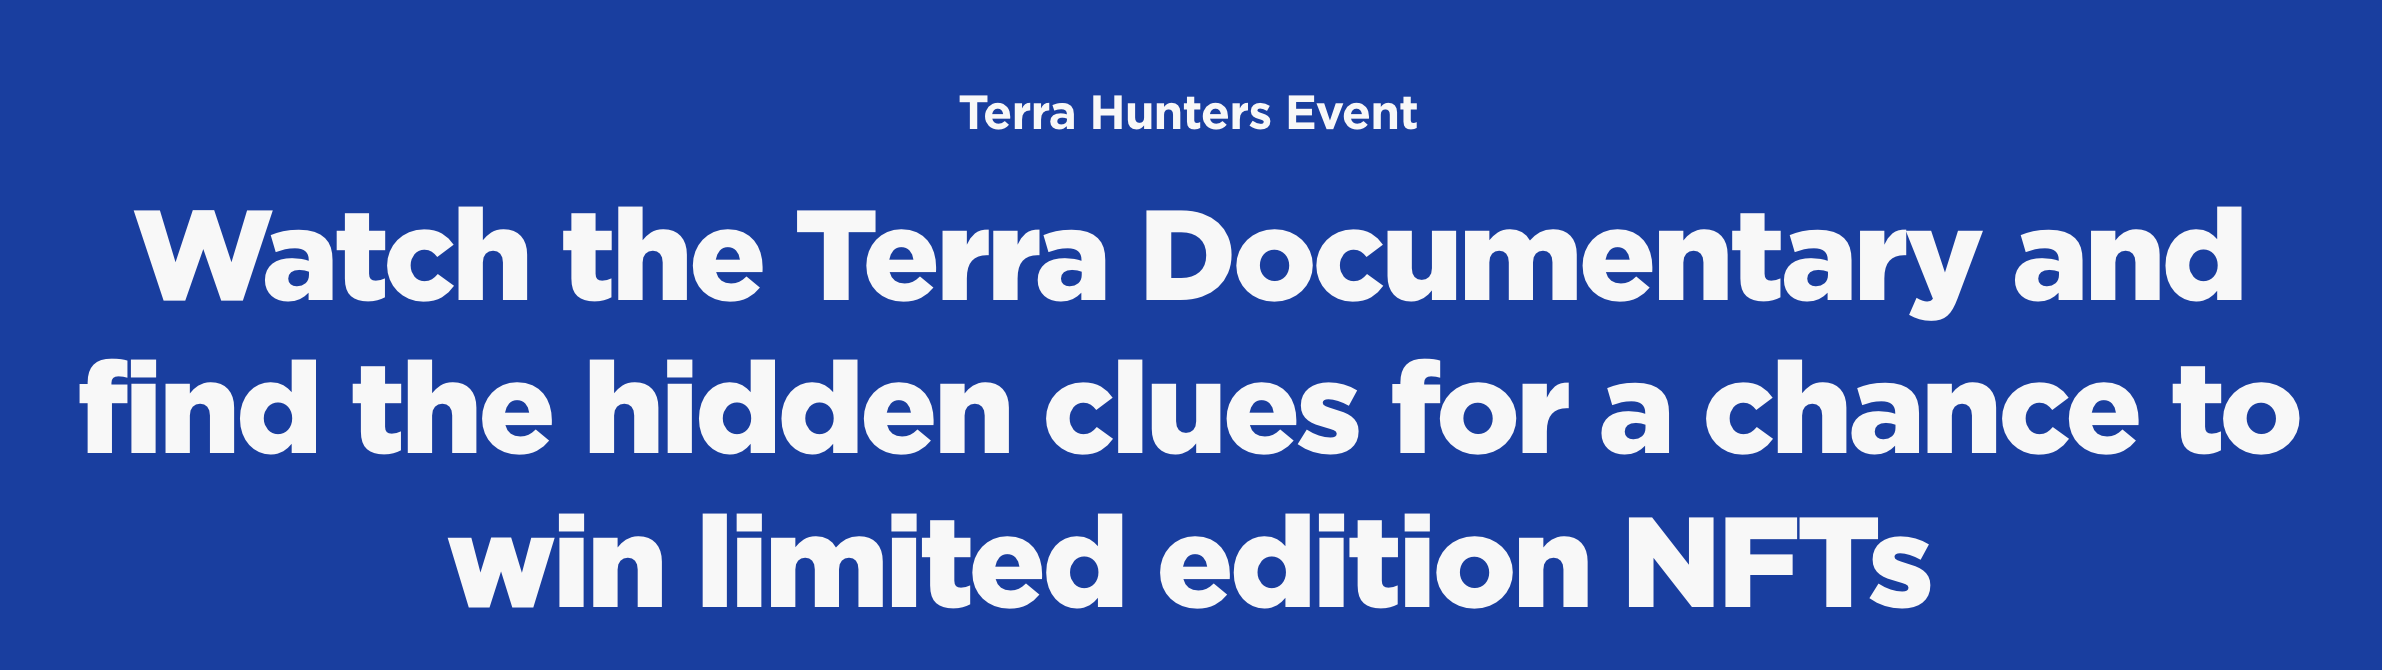 Terra Hunters Event
Watch the Terra Documentary and
find the hidden clues for a chance to
win limited edition NFTs